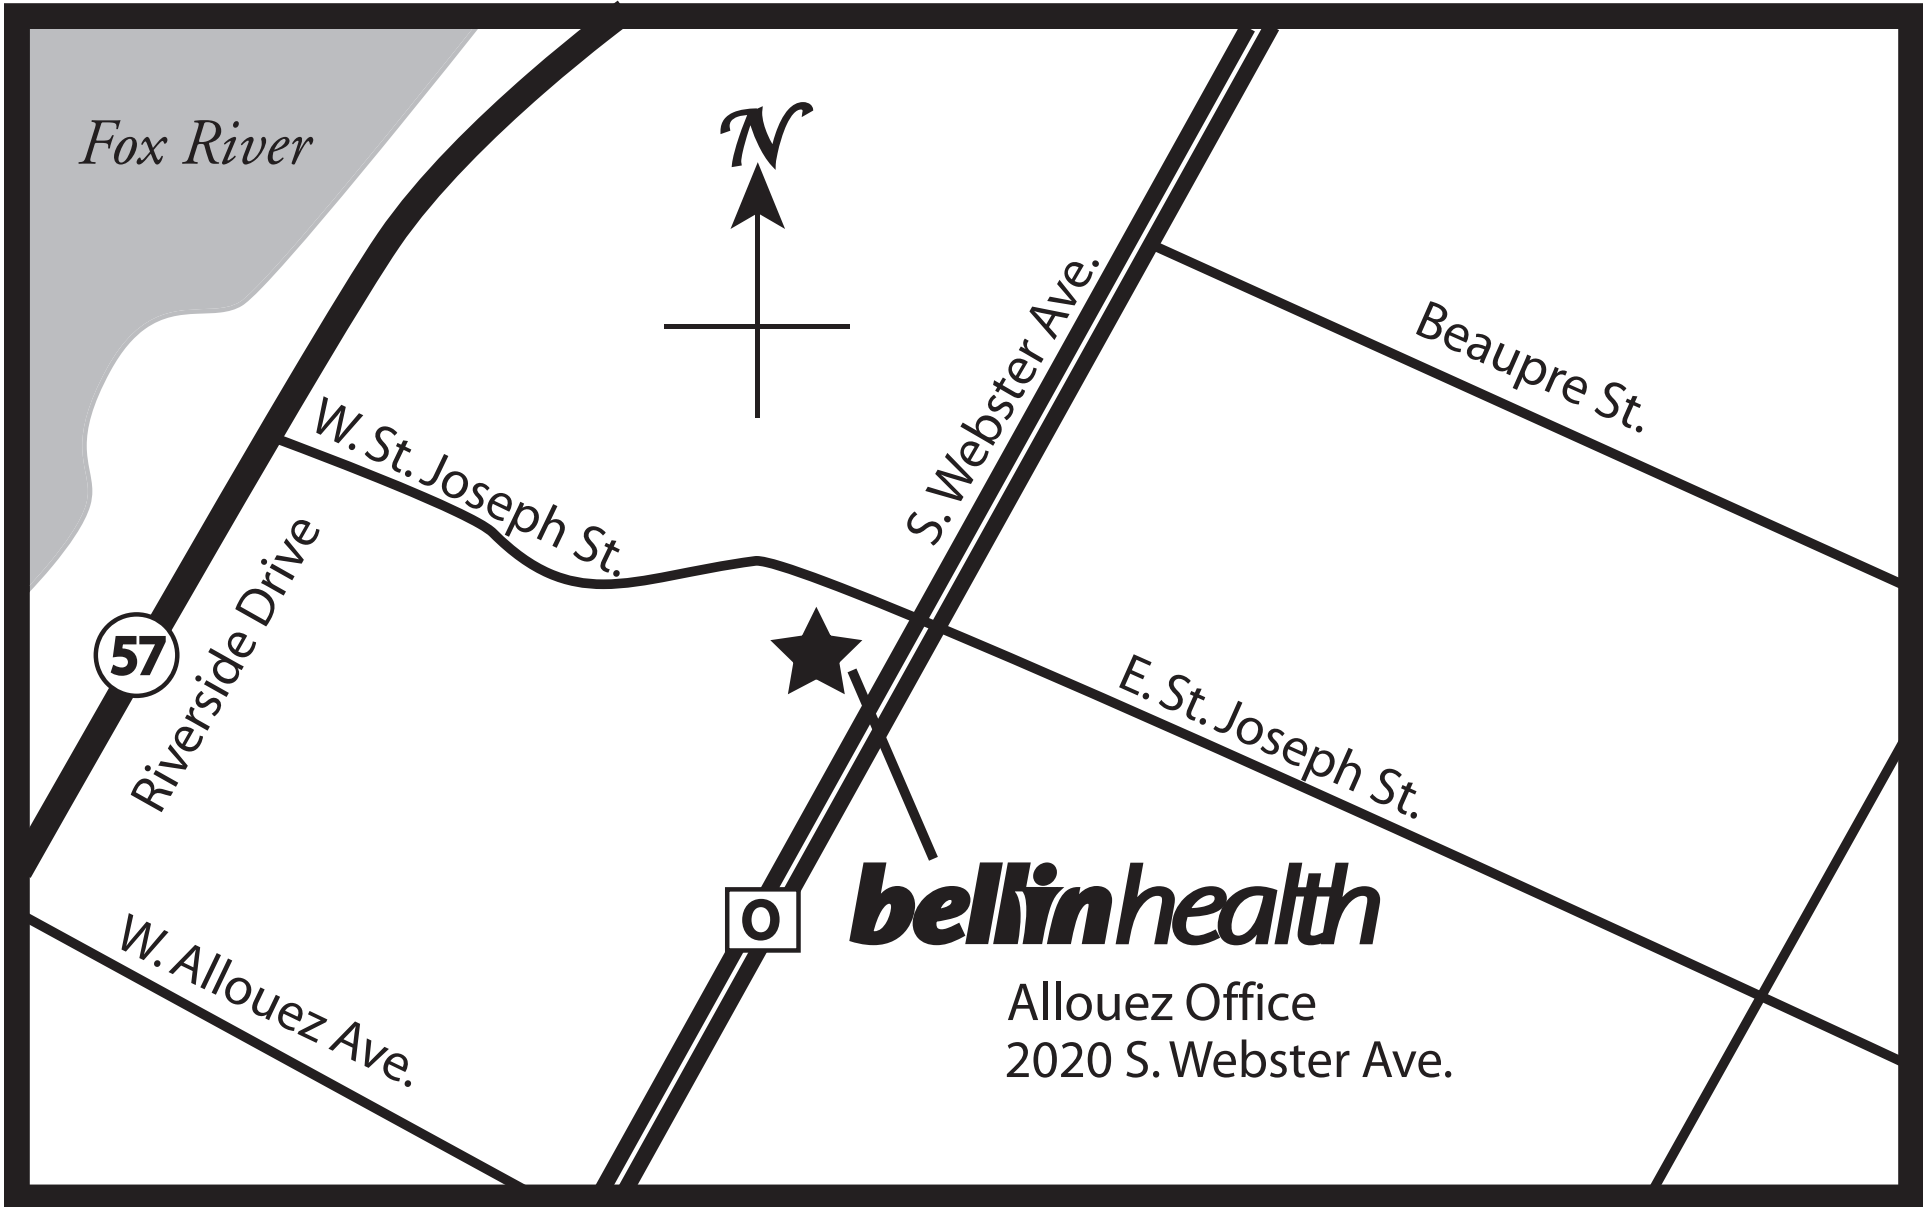 Fox River
N
S. Webster Ave.
Beaupre St.
W. St. Joseph St.
Riverside Drive
57
E. St. Joseph St.
O
bellinhealth
Allouez Office
2020 S. Webster Ave.
W. Allouez Ave.